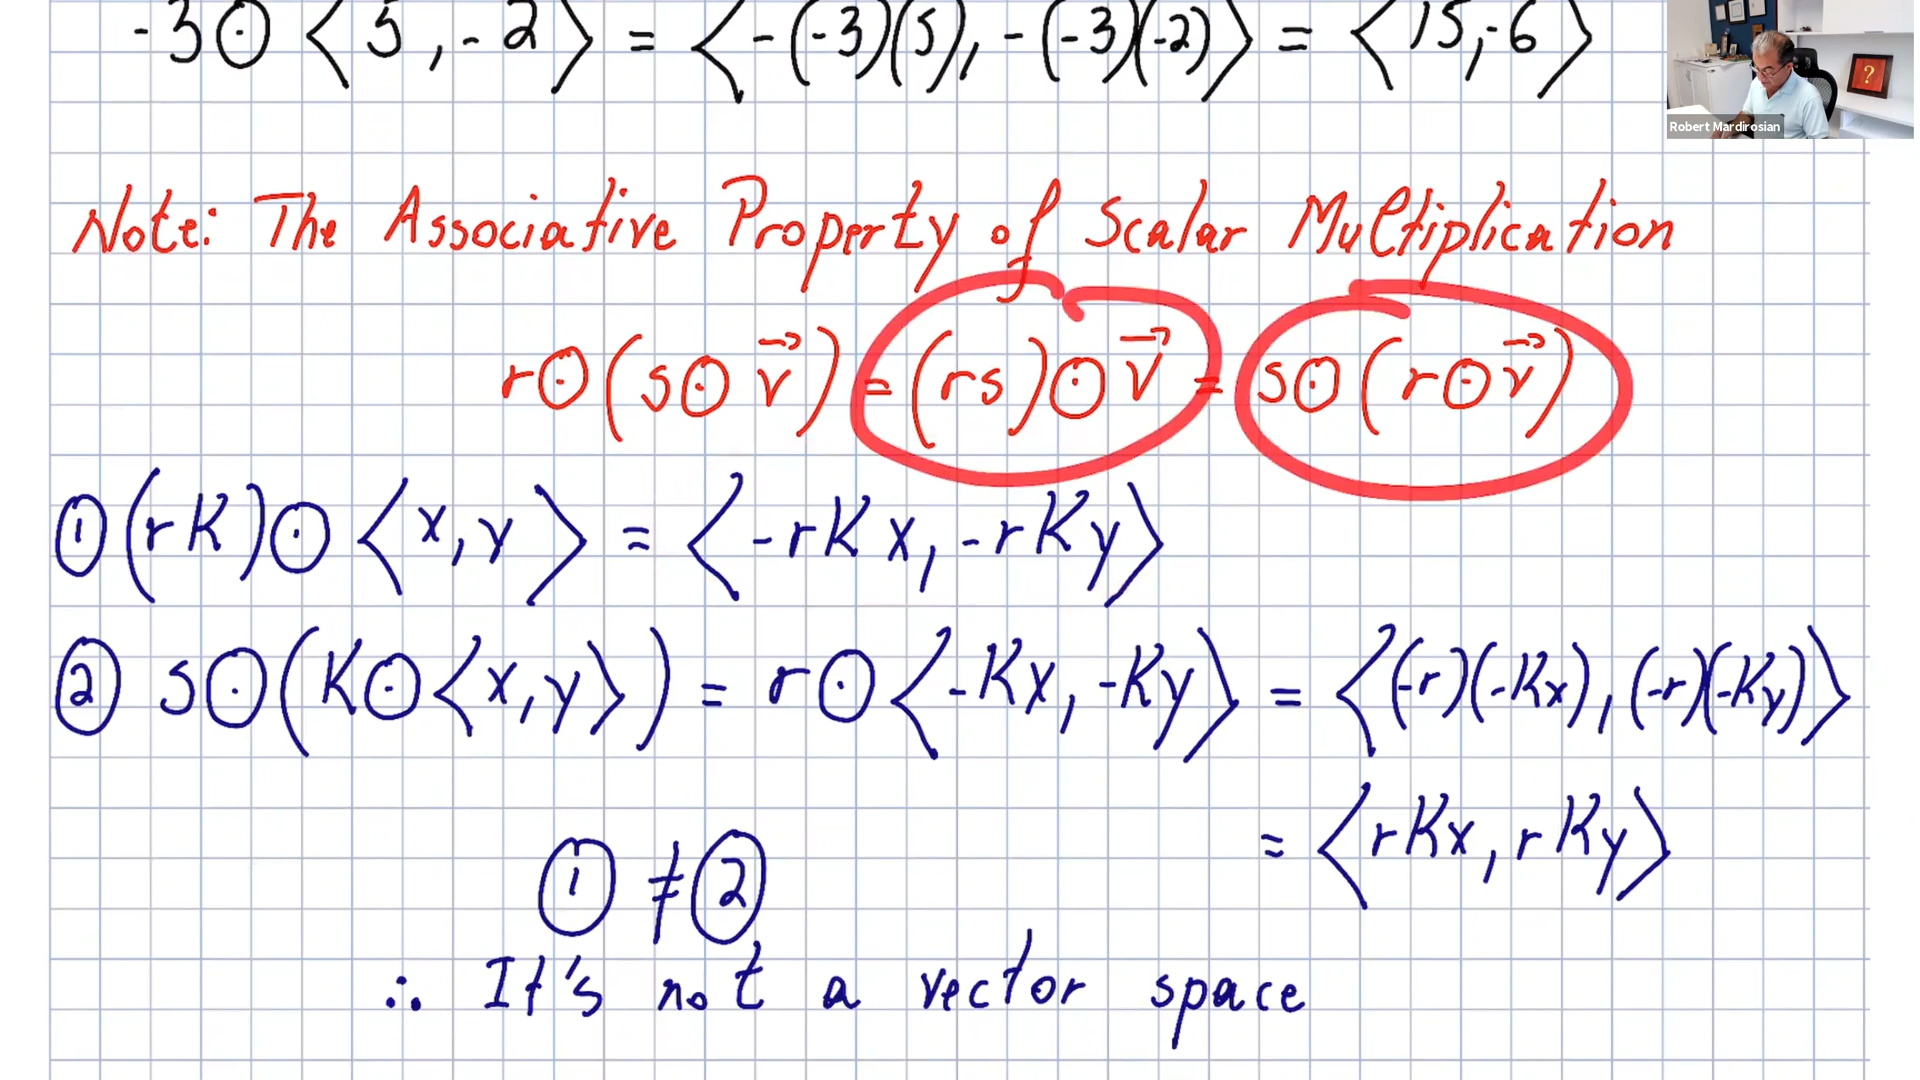 -3⊙⟨5,-2⟩ = ⟨-(-3)(5), -(-3)(-2)⟩ = ⟨15,-6⟩
?
Robert Mardirosian
Note: The Associative Property of Scalar Multiplication
r⊙(s⊙v⃗) = (rs)⊙v⃗ = s⊙(r⊙v⃗)
① (rK)⊙⟨x,y⟩ = ⟨-rKx, -rKy⟩
② s⊙(K⊙⟨x,y⟩) = r⊙⟨-Kx, -Ky⟩ = ⟨(-r)(-Kx), (-r)(-Ky)⟩
= ⟨rKx, rKy⟩
① ≠ ②
∴ It's not a vector space